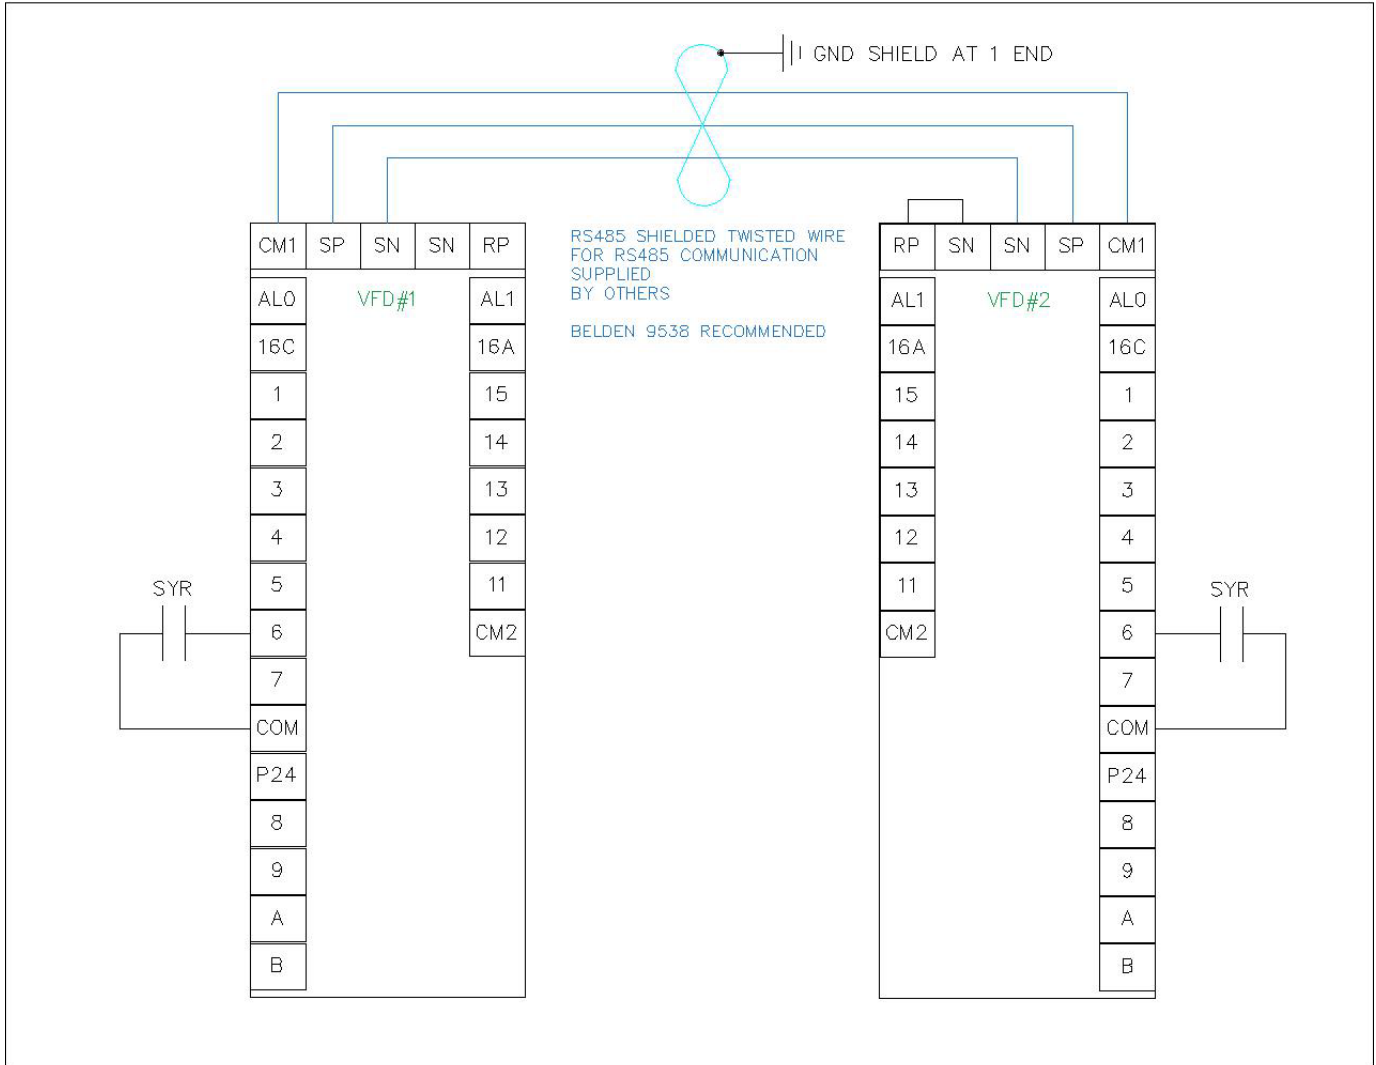 GND SHIELD AT 1 END
CM1 SP SN SN RP
RS485 SHIELDED TWISTED WIRE
FOR RS485 COMMUNICATION
SUPPLIED
BY OTHERS
BELDEN 9538 RECOMMENDED
RP SN SN SP CM1
AL0 VFD#1 AL1
16C 16A
1 15
2 14
3 13
4 12
5 11
SYR
6 CM2
7
COM
P24
8
9
A
B
AL1 VFD#2 AL0
16A 16C
15 1
14 2
13 3
12 4
11 5
SYR
CM2 6
7
COM
P24
8
9
A
B